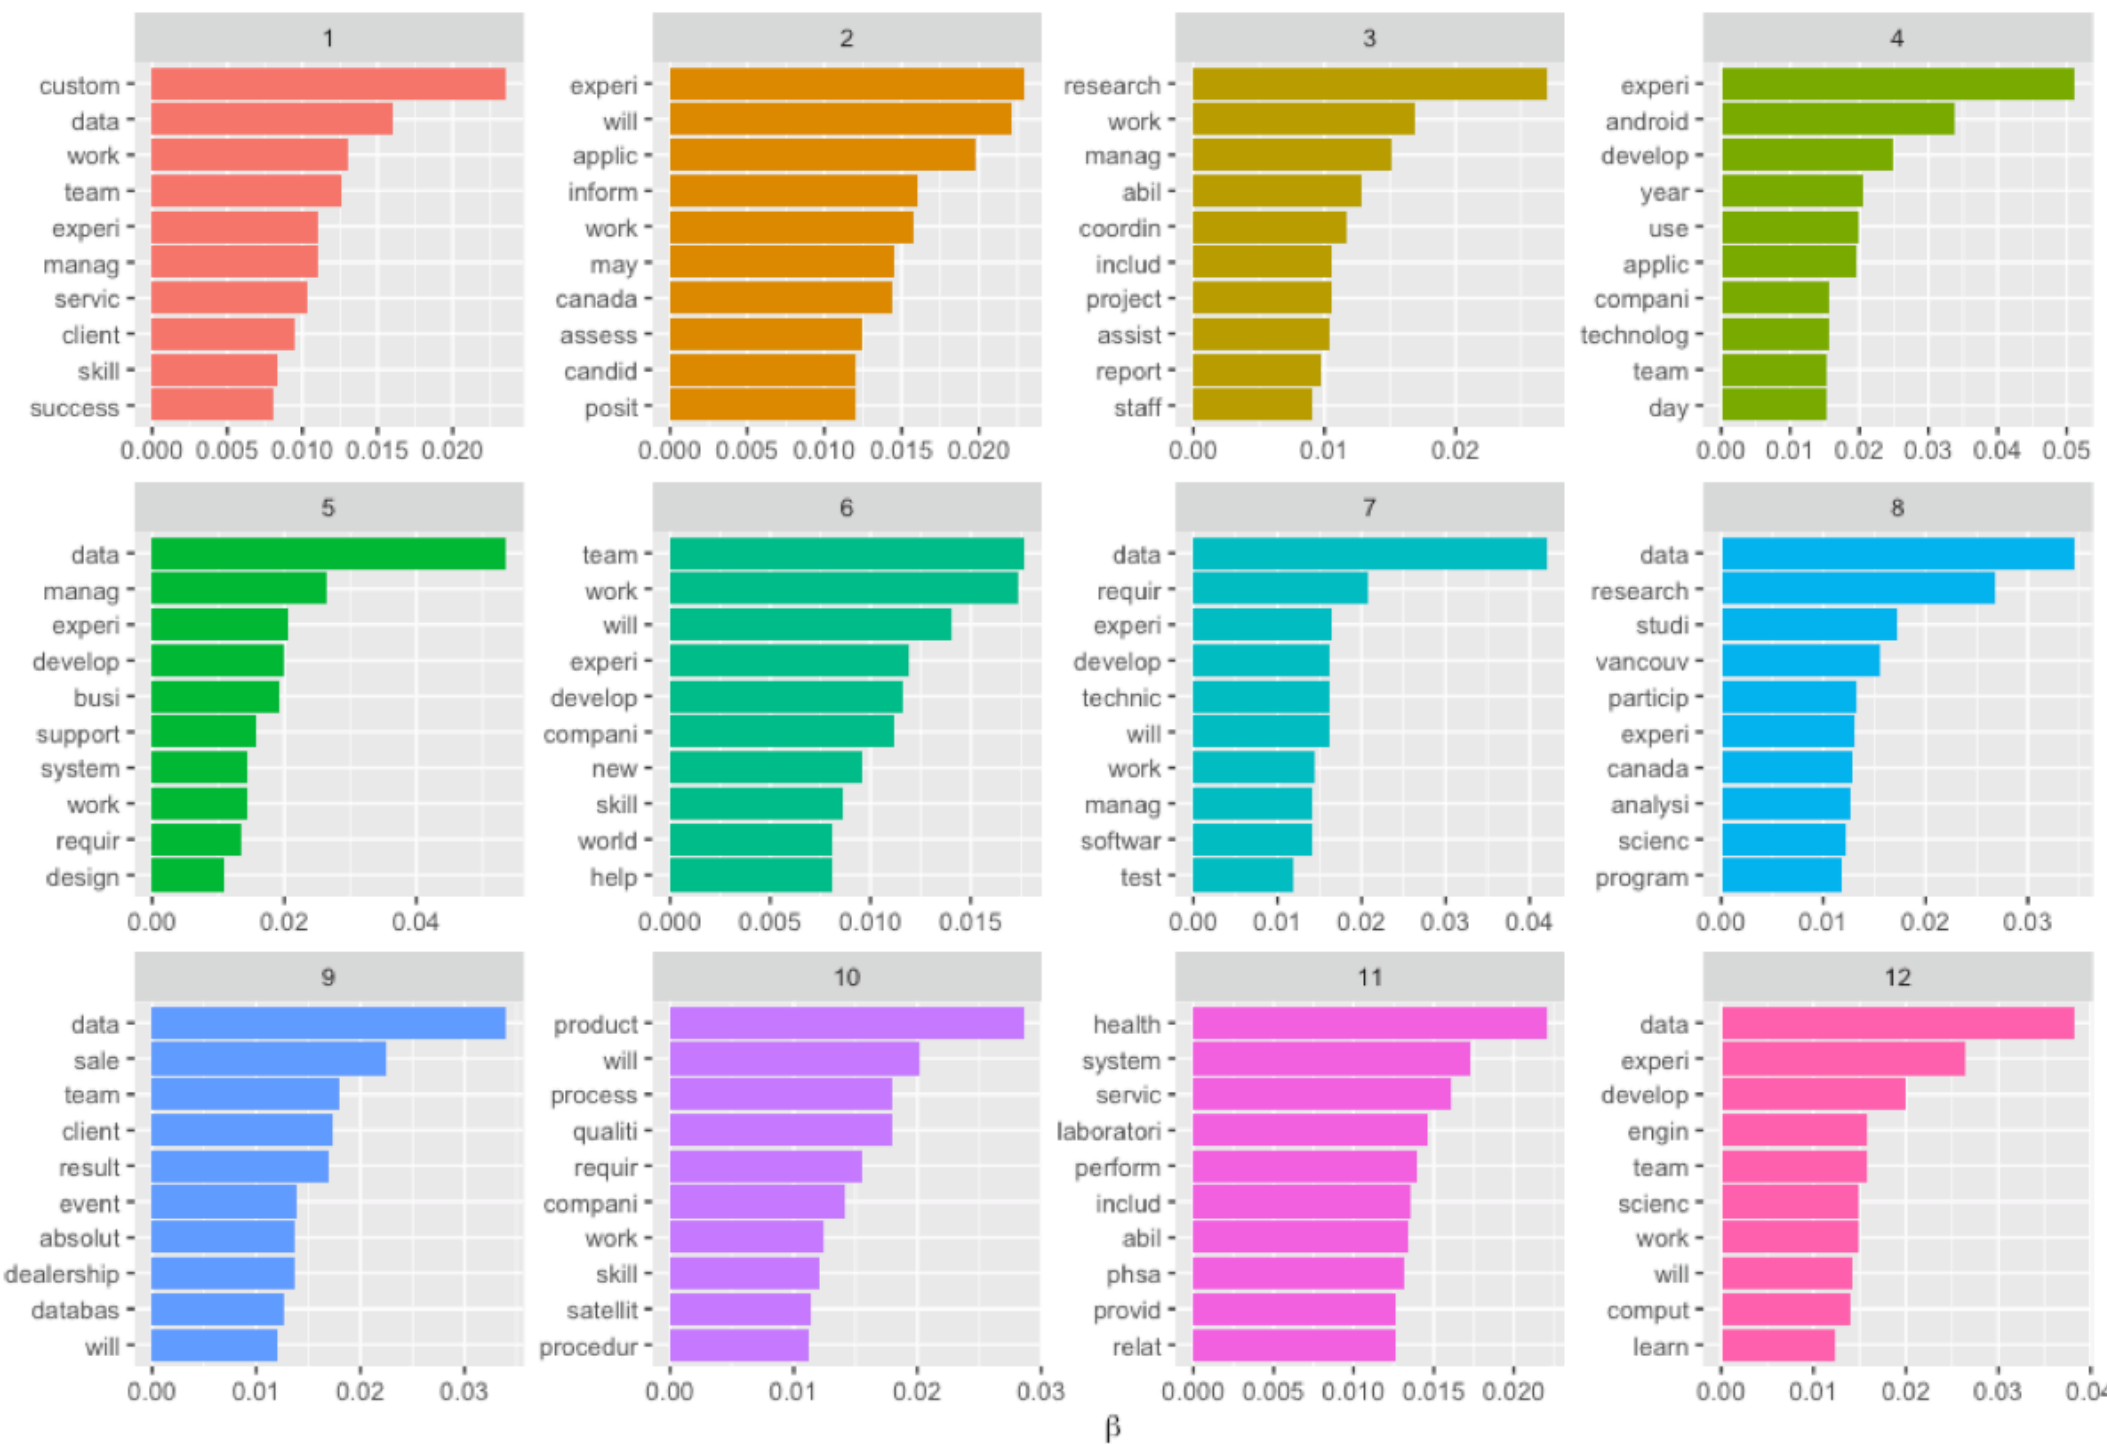 1 2 3 4
custom experi research experi
data will work android
work applic manag develop
team inform abil year
experi work coordin use
manag may includ applic
servic canada project compani
client assess assist technolog
skill candid report team
success posit staff day
0.000 0.005 0.010 0.015 0.020 0.000 0.005 0.010 0.015 0.020 0.00 0.01 0.02 0.00 0.01 0.02 0.03 0.04 0.05
5 6 7 8
data team data data
manag work requir research
experi will experi studi
develop experi develop vancouv
busi develop technic particip
support compani will experi
system new work canada
work skill manag analysi
requir world softwar scienc
design help test program
0.00 0.02 0.04 0.000 0.005 0.010 0.015 0.00 0.01 0.02 0.03 0.04 0.00 0.01 0.02 0.03
9 10 11 12
data product health data
sale will system experi
team process servic develop
client qualiti laboratori engin
result requir perform team
event compani includ scienc
absolut work abil work
dealership skill phsa will
databas satellit provid comput
will procedur relat learn
0.00 0.01 0.02 0.03 0.00 0.01 0.02 0.03 0.000 0.005 0.010 0.015 0.020 0.00 0.01 0.02 0.03 0.04
β